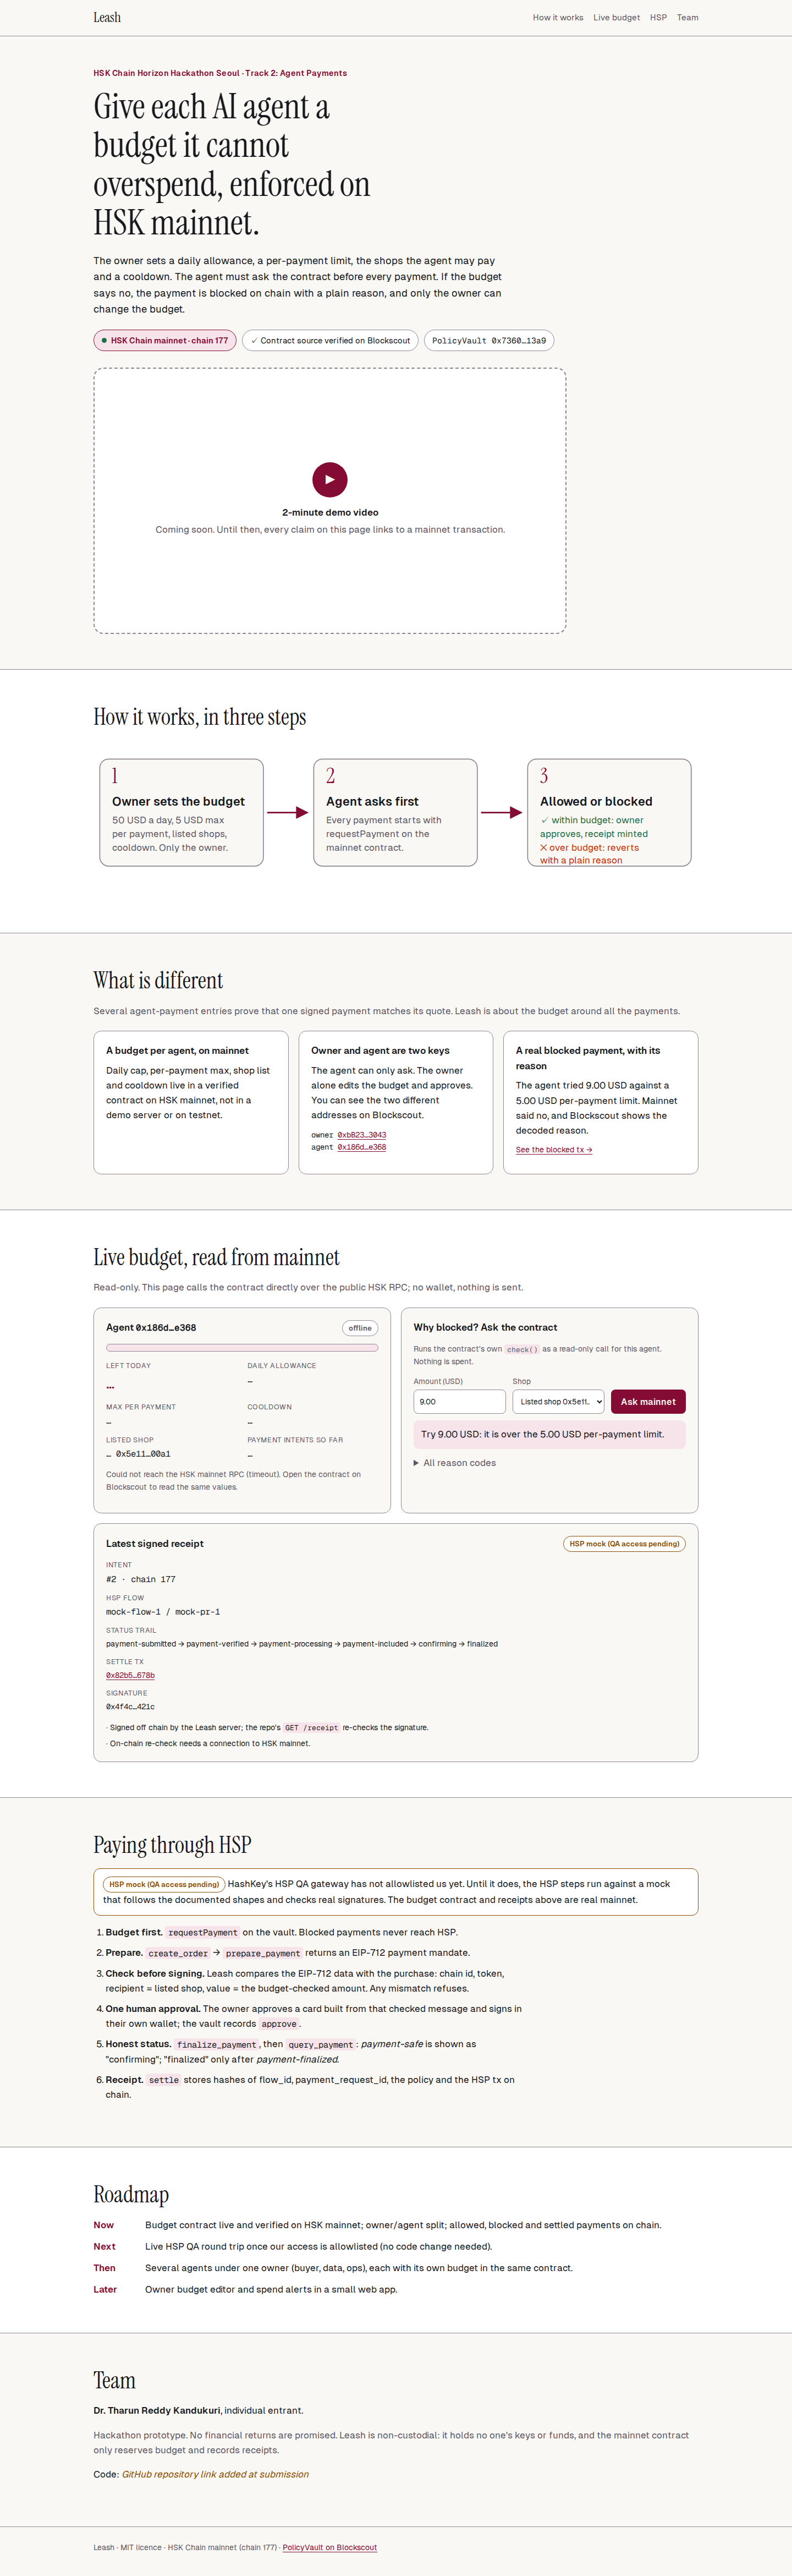 Leash
How it works Live budget HSP Team
HSK Chain Horizon Hackathon Seoul · Track 2: Agent Payments
Give each AI agent a
budget it cannot
overspend, enforced on
HSK mainnet.
The owner sets a daily allowance, a per-payment limit, the shops the agent may pay
and a cooldown. The agent must ask the contract before every payment. If the budget
says no, the payment is blocked on chain with a plain reason, and only the owner can
change the budget.
HSK Chain mainnet · chain 177
✓ Contract source verified on Blockscout
PolicyVault 0x7360…13a9
2-minute demo video
Coming soon. Until then, every claim on this page links to a mainnet transaction.
How it works, in three steps
1
Owner sets the budget
50 USD a day, 5 USD max
per payment, listed shops,
cooldown. Only the owner.
2
Agent asks first
Every payment starts with
requestPayment on the
mainnet contract.
3
Allowed or blocked
✓ within budget: owner
approves, receipt minted
✕ over budget: reverts
with a plain reason
What is different
Several agent-payment entries prove that one signed payment matches its quote. Leash is about the budget around all the payments.
A budget per agent, on mainnet
Daily cap, per-payment max, shop list
and cooldown live in a verified
contract on HSK mainnet, not in a
demo server or on testnet.
Owner and agent are two keys
The agent can only ask. The owner
alone edits the budget and approves.
You can see the two different
addresses on Blockscout.
owner 0xbB23…3043
agent 0x186d…e368
A real blocked payment, with its
reason
The agent tried 9.00 USD against a
5.00 USD per-payment limit. Mainnet
said no, and Blockscout shows the
decoded reason.
See the blocked tx →
Live budget, read from mainnet
Read-only. This page calls the contract directly over the public HSK RPC; no wallet, nothing is sent.
Agent 0x186d…e368
offline
LEFT TODAY
…
DAILY ALLOWANCE
…
MAX PER PAYMENT
…
COOLDOWN
…
LISTED SHOP
… 0x5e11…00a1
PAYMENT INTENTS SO FAR
…
Could not reach the HSK mainnet RPC (timeout). Open the contract on
Blockscout to read the same values.
Why blocked? Ask the contract
Runs the contract's own check() as a read-only call for this agent.
Nothing is spent.
Amount (USD)
9.00
Shop
Listed shop 0x5e11…
Ask mainnet
Try 9.00 USD: it is over the 5.00 USD per-payment limit.
▶ All reason codes
Latest signed receipt
HSP mock (QA access pending)
INTENT
#2 · chain 177
HSP FLOW
mock-flow-1 / mock-pr-1
STATUS TRAIL
payment-submitted → payment-verified → payment-processing → payment-included → confirming → finalized
SETTLE TX
0x82b5…678b
SIGNATURE
0x4f4c…421c
· Signed off chain by the Leash server; the repo's GET /receipt re-checks the signature.
· On-chain re-check needs a connection to HSK mainnet.
Paying through HSP
HSP mock (QA access pending) HashKey's HSP QA gateway has not allowlisted us yet. Until it does, the HSP steps run against a mock
that follows the documented shapes and checks real signatures. The budget contract and receipts above are real mainnet.
1. Budget first. requestPayment on the vault. Blocked payments never reach HSP.
2. Prepare. create_order → prepare_payment returns an EIP-712 payment mandate.
3. Check before signing. Leash compares the EIP-712 data with the purchase: chain id, token,
recipient = listed shop, value = the budget-checked amount. Any mismatch refuses.
4. One human approval. The owner approves a card built from that checked message and signs in
their own wallet; the vault records approve.
5. Honest status. finalize_payment, then query_payment: payment-safe is shown as
"confirming"; "finalized" only after payment-finalized.
6. Receipt. settle stores hashes of flow_id, payment_request_id, the policy and the HSP tx on
chain.
Roadmap
Now Budget contract live and verified on HSK mainnet; owner/agent split; allowed, blocked and settled payments on chain.
Next Live HSP QA round trip once our access is allowlisted (no code change needed).
Then Several agents under one owner (buyer, data, ops), each with its own budget in the same contract.
Later Owner budget editor and spend alerts in a small web app.
Team
Dr. Tharun Reddy Kandukuri, individual entrant.
Hackathon prototype. No financial returns are promised. Leash is non-custodial: it holds no one's keys or funds, and the mainnet contract
only reserves budget and records receipts.
Code: GitHub repository link added at submission
Leash · MIT licence · HSK Chain mainnet (chain 177) · PolicyVault on Blockscout